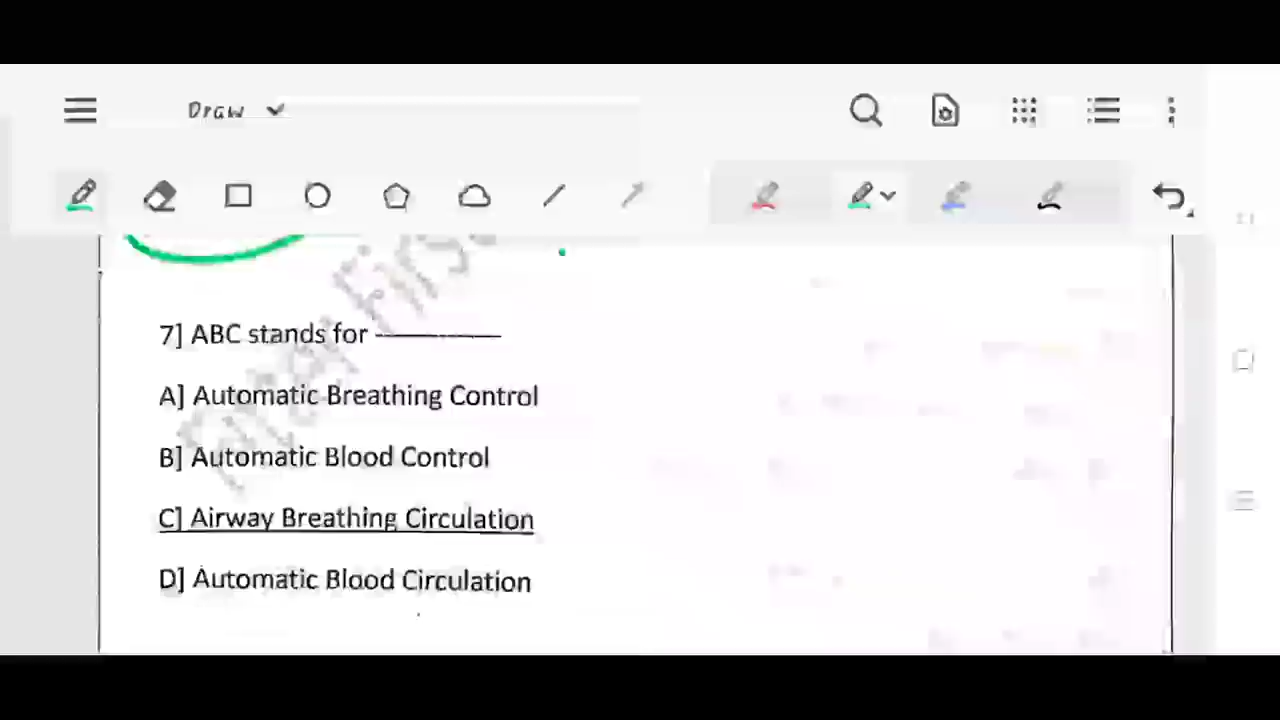 Draw
7] ABC stands for ————
A] Automatic Breathing Control
B] Automatic Blood Control
C] Airway Breathing Circulation
D] Automatic Blood Circulation